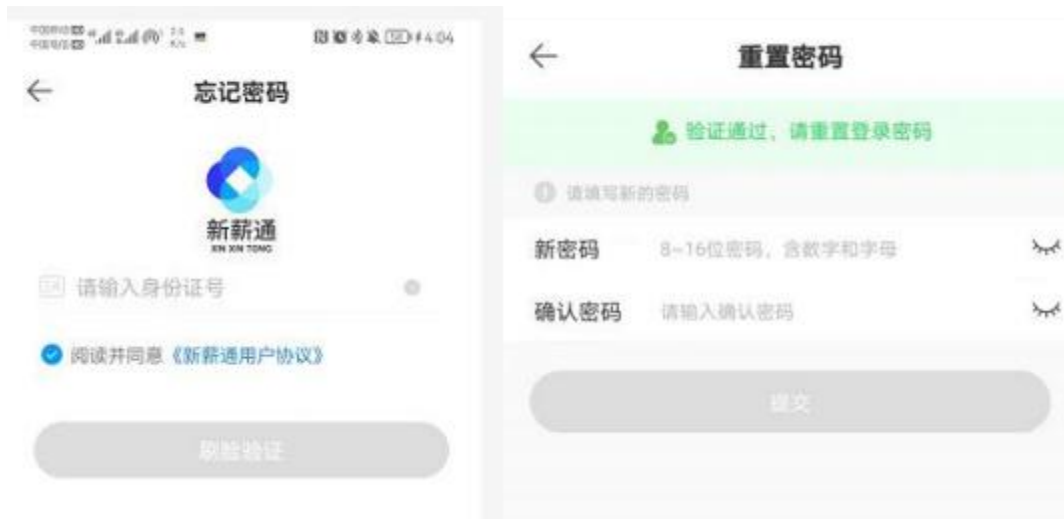 4:04
忘记密码
新薪通
XIN XIN TONG
请输入身份证号
阅读并同意《新薪通用户协议》
刷脸验证
重置密码
验证通过，请重置登录密码
请填写新的密码
新密码 8~16位密码，含数字和字母
确认密码 请输入确认密码
提交